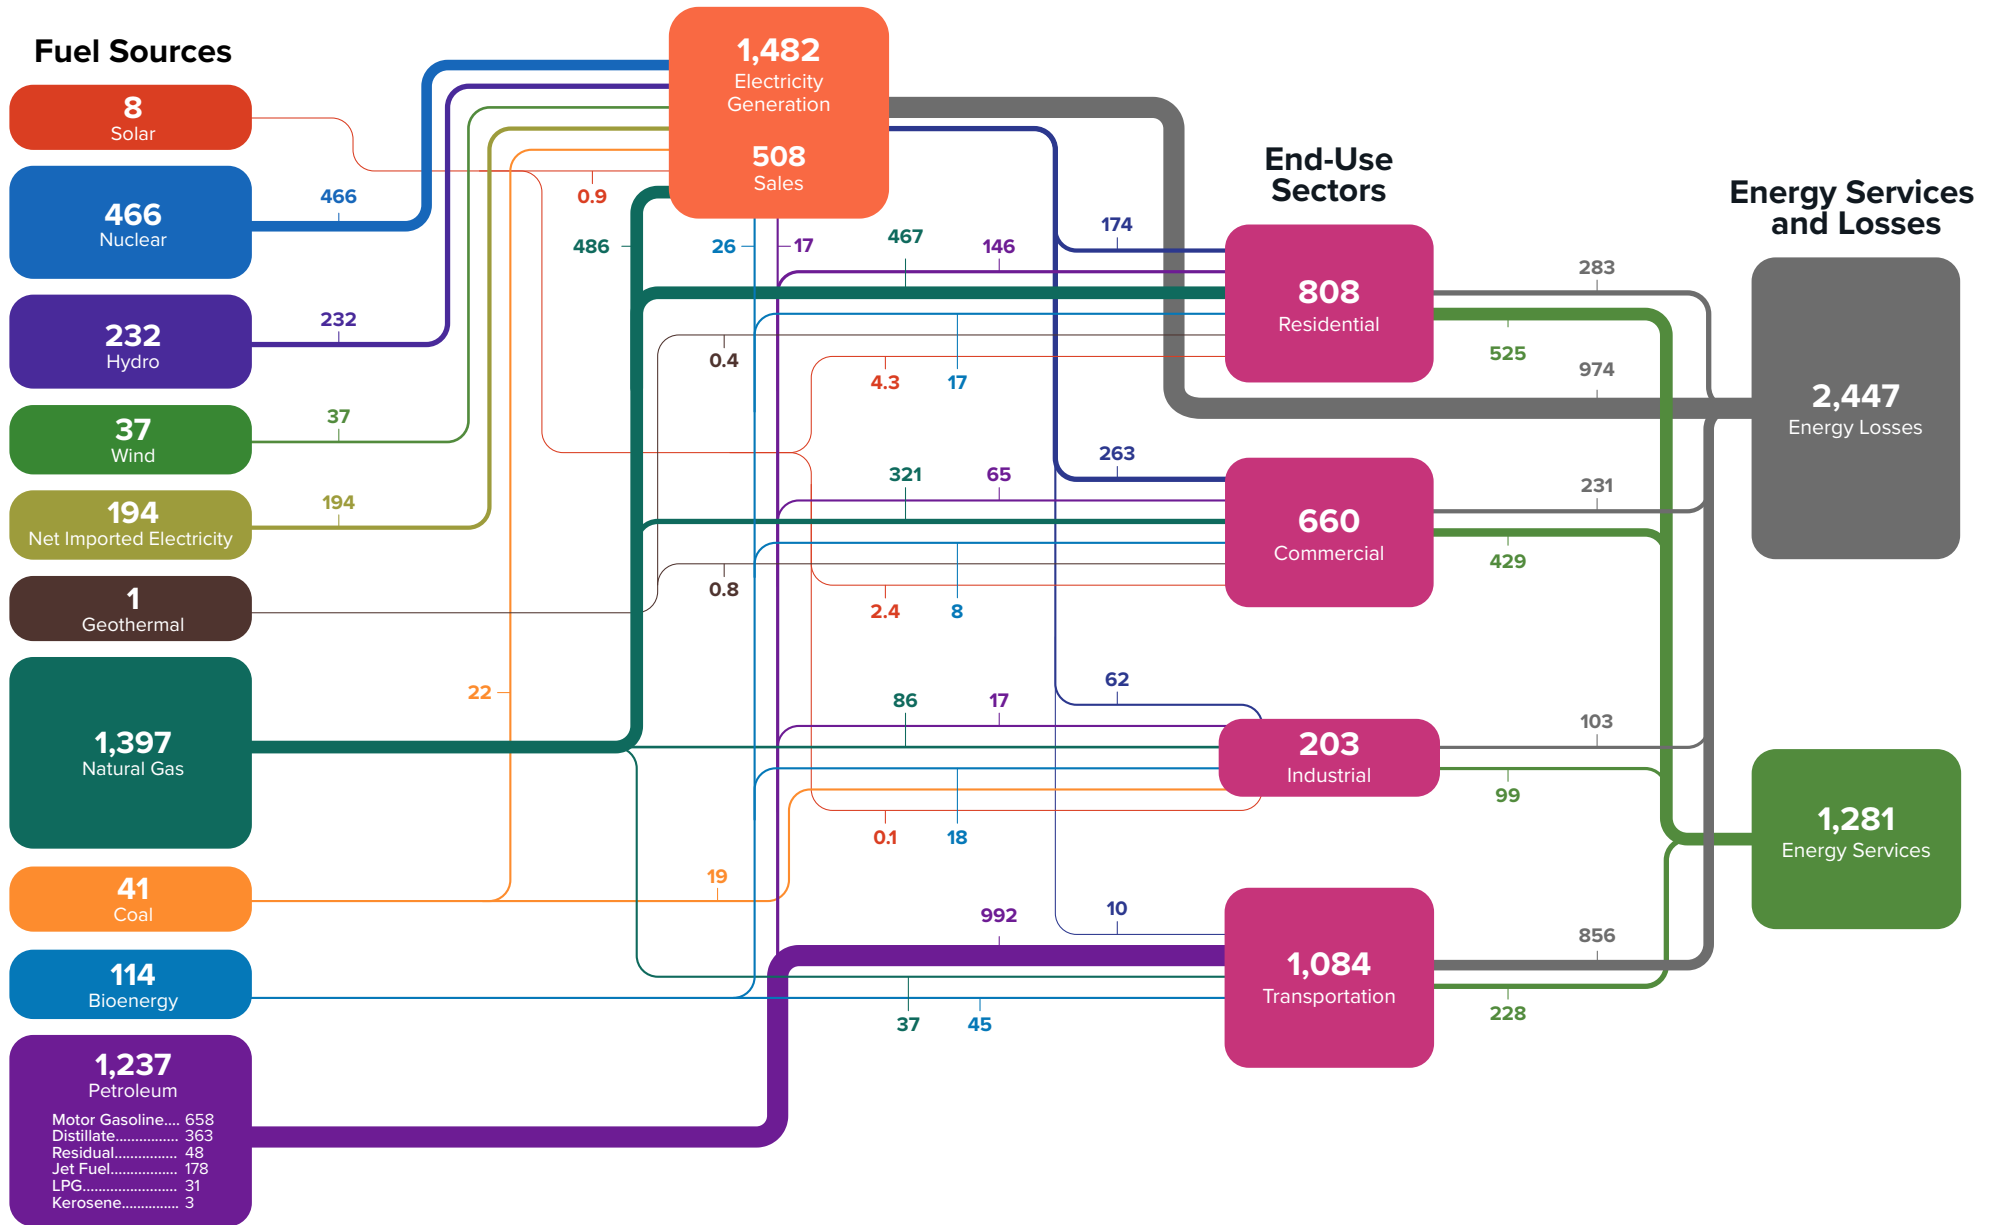 Fuel Sources
8
Solar
466
Nuclear
232
Hydro
37
Wind
194
Net Imported Electricity
1
Geothermal
1,397
Natural Gas
41
Coal
114
Bioenergy
1,237
Petroleum
Motor Gasoline.... 658
Distillate................ 363
Residual................ 48
Jet Fuel................. 178
LPG........................ 31
Kerosene............... 3
466
232
37
194
22
1,482
Electricity
Generation
508
Sales
0.9
486
26
17
467
146
174
0.4
4.3
17
321
65
263
0.8
2.4
8
86
17
62
0.1
18
19
992
10
37
45
End-Use
Sectors
808
Residential
660
Commercial
203
Industrial
1,084
Transportation
283
525
974
231
429
103
99
856
228
Energy Services
and Losses
2,447
Energy Losses
1,281
Energy Services